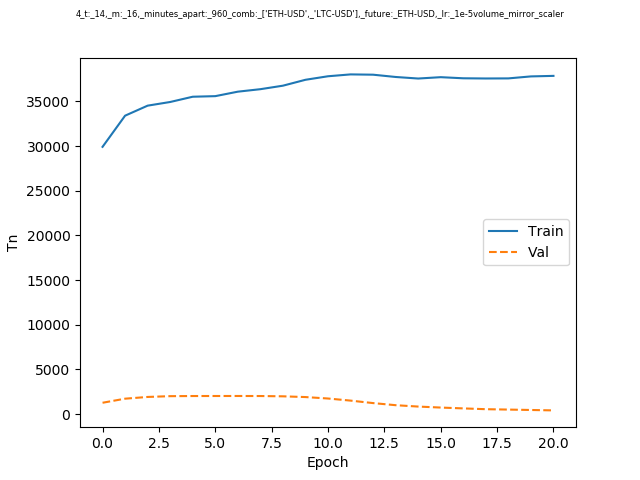 4_t:_14,_m:_16,_minutes_apart:_960_comb:_['ETH-USD',_'LTC-USD'],_future:_ETH-USD,_lr:_1e-5volume_mirror_scaler
35000
30000
25000
20000
15000
10000
5000
0
Tn
Train
Val
0.0 2.5 5.0 7.5 10.0 12.5 15.0 17.5 20.0
Epoch